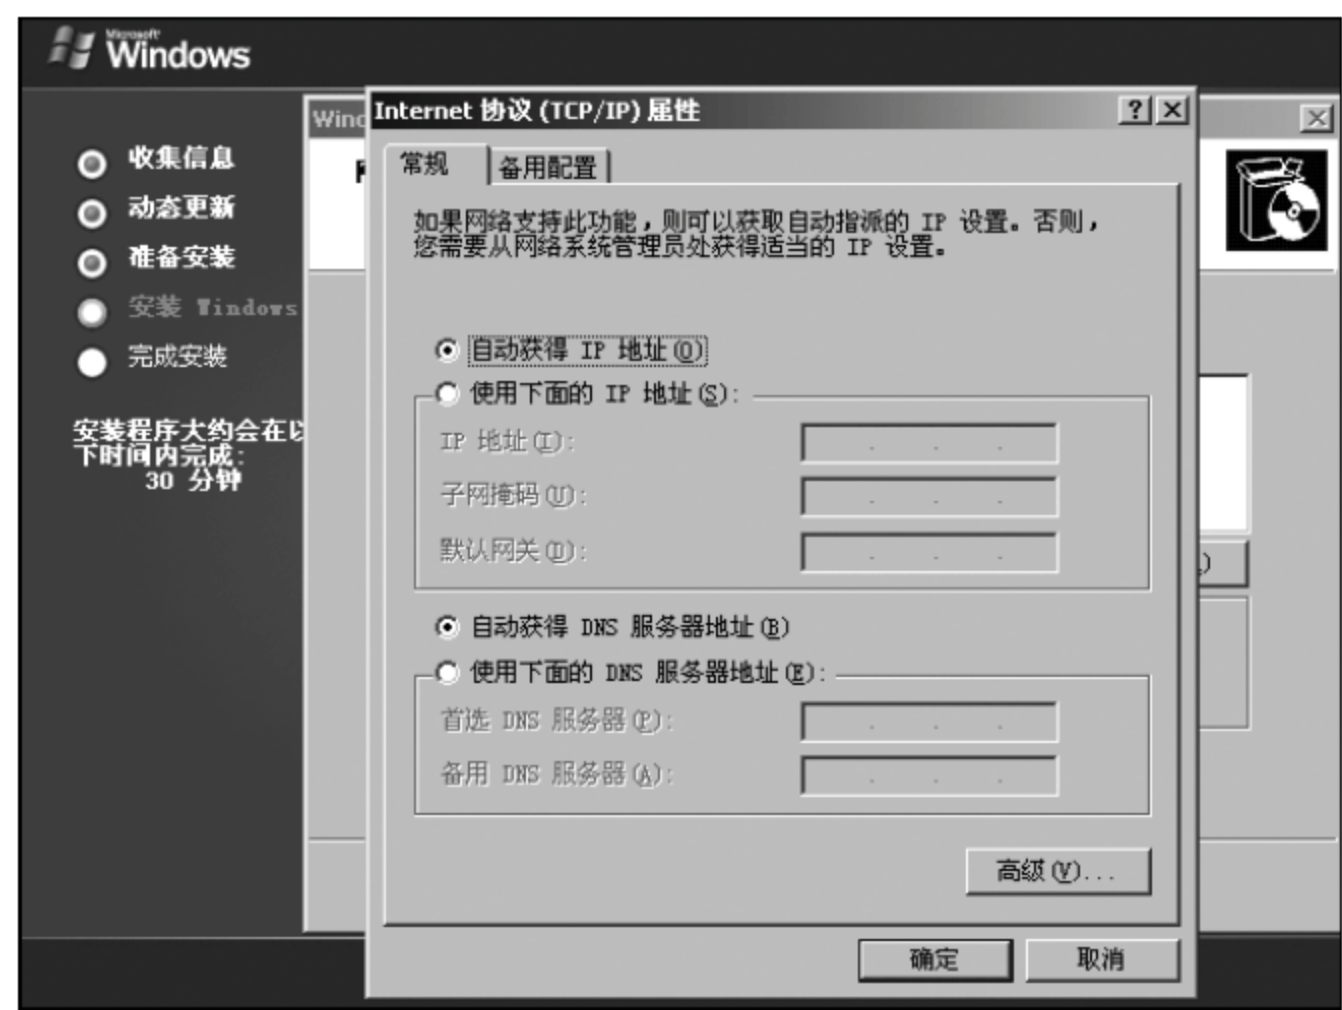 Microsoft
Windows
收集信息
动态更新
准备安装
安装 Windows
完成安装
安装程序大约会在以
下时间内完成:
30 分钟
Wind
Internet 协议 (TCP/IP) 属性
常规
备用配置
如果网络支持此功能，则可以获取自动指派的 IP 设置。否则，
您需要从网络系统管理员处获得适当的 IP 设置。
自动获得 IP 地址(O)
使用下面的 IP 地址(S):
IP 地址(I):
子网掩码(U):
默认网关(D):
自动获得 DNS 服务器地址(B)
使用下面的 DNS 服务器地址(E):
首选 DNS 服务器(P):
备用 DNS 服务器(A):
高级(V)...
确定
取消